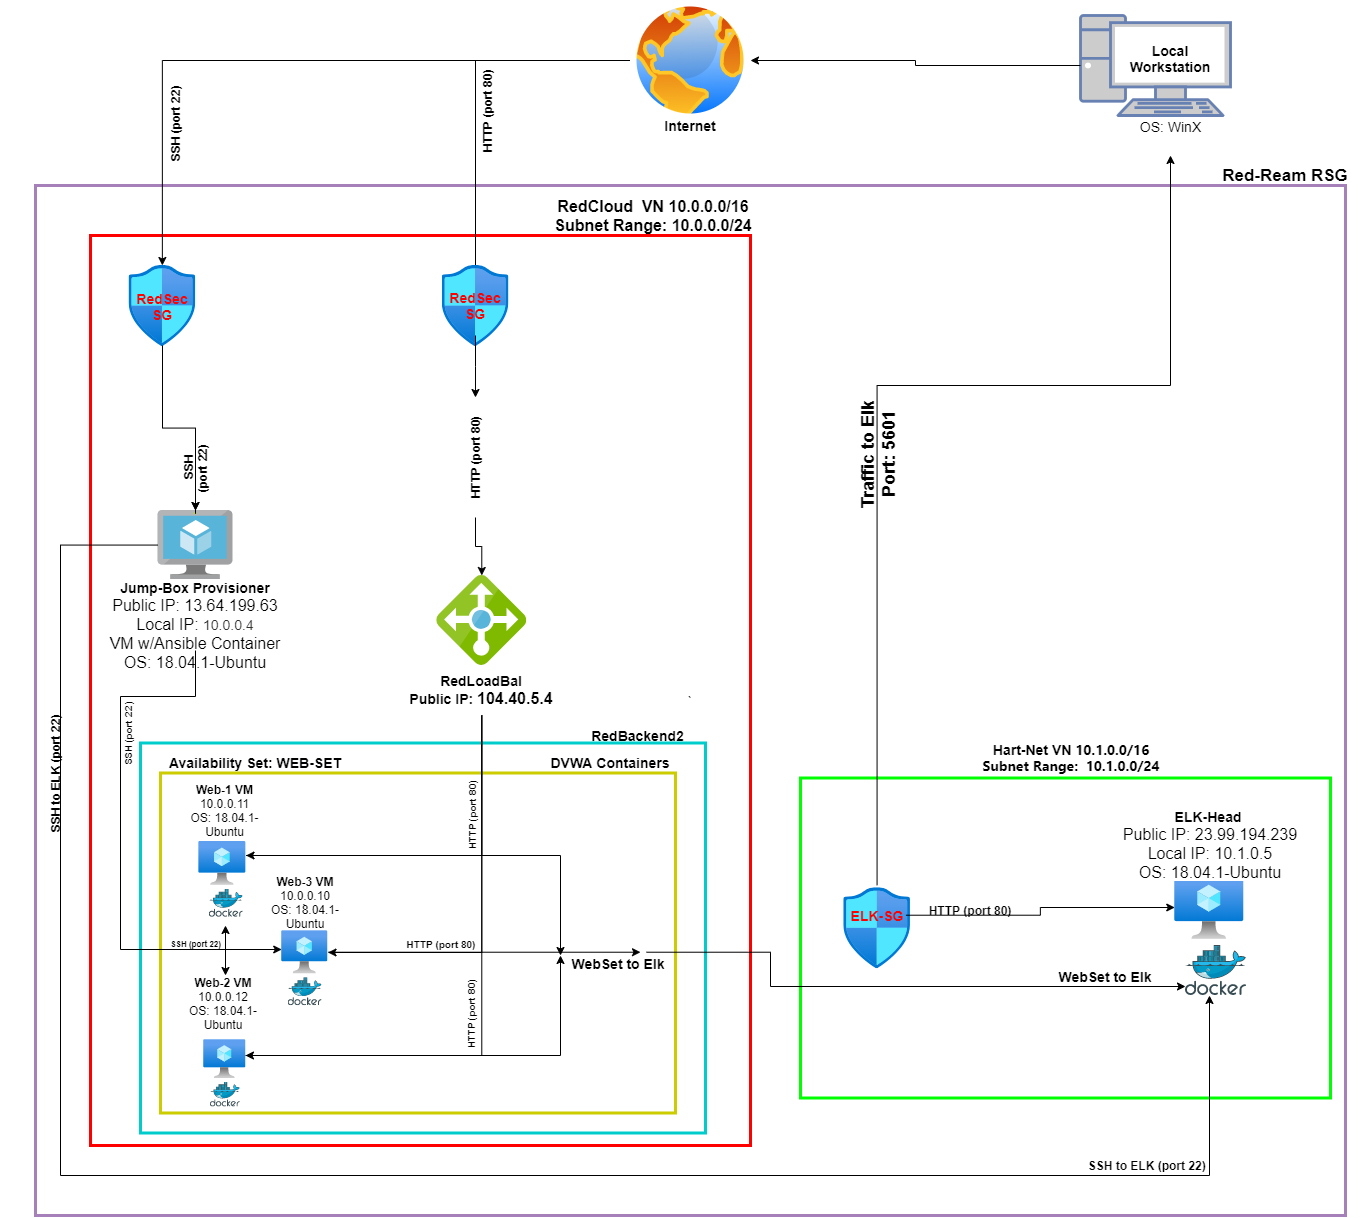 Local
Workstation
OS: WinX
Internet
SSH (port 22)
HTTP (port 80)
Red-Ream RSG
RedCloud  VN 10.0.0.0/16
Subnet Range: 10.0.0.0/24
RedSec
SG
RedSec
SG
SSH
(port 22)
HTTP (port 80)
Traffic to Elk
Port: 5601
Jump-Box Provisioner
Public IP: 13.64.199.63
Local IP: 10.0.0.4
VM w/Ansible Container
OS: 18.04.1-Ubuntu
RedLoadBal
Public IP: 104.40.5.4
`
SSH to ELK (port 22)
SSH (port 22)
RedBackend2
Availability Set: WEB-SET
DVWA Containers
Web-1 VM
10.0.0.11
OS: 18.04.1-
Ubuntu
docker
HTTP (port 80)
Web-3 VM
10.0.0.10
OS: 18.04.1-
Ubuntu
docker
SSH (port 22)
HTTP (port 80)
WebSet to Elk
Web-2 VM
10.0.0.12
OS: 18.04.1-
Ubuntu
docker
HTTP (port 80)
Hart-Net VN 10.1.0.0/16
Subnet Range:  10.1.0.0/24
ELK-Head
Public IP: 23.99.194.239
Local IP: 10.1.0.5
OS: 18.04.1-Ubuntu
ELK-SG
HTTP (port 80)
WebSet to Elk
docker
SSH to ELK (port 22)